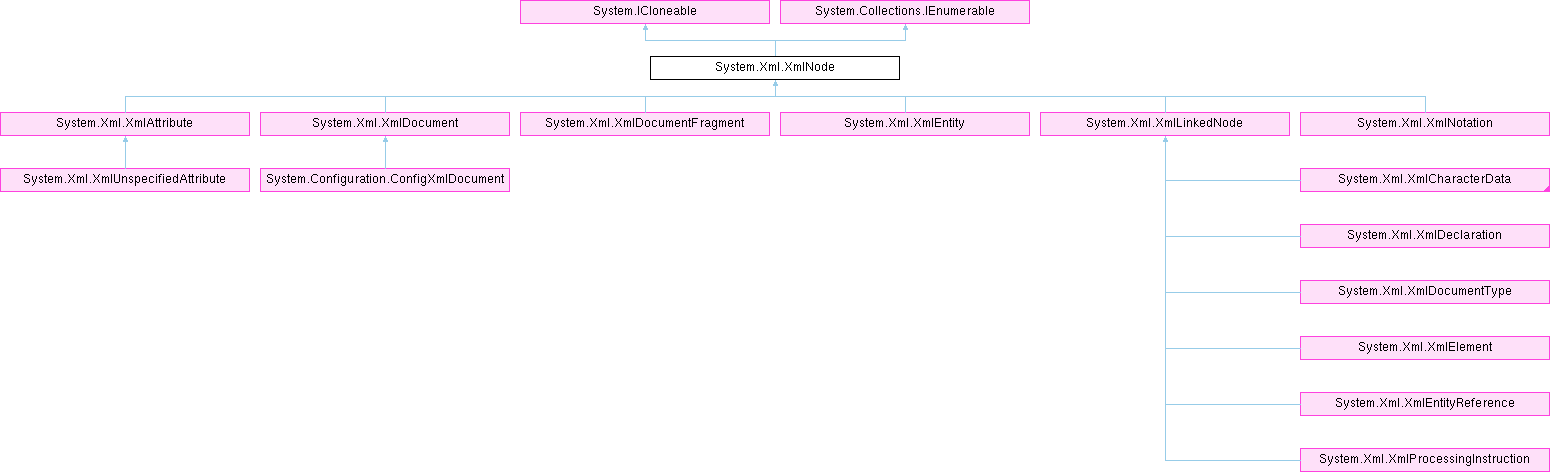 System.ICloneable
System.Collections.IEnumerable
System.Xml.XmlNode
System.Xml.XmlAttribute
System.Xml.XmlDocument
System.Xml.XmlDocumentFragment
System.Xml.XmlEntity
System.Xml.XmlLinkedNode
System.Xml.XmlNotation
System.Xml.XmlUnspecifiedAttribute
System.Configuration.ConfigXmlDocument
System.Xml.XmlCharacterData
System.Xml.XmlDeclaration
System.Xml.XmlDocumentType
System.Xml.XmlElement
System.Xml.XmlEntityReference
System.Xml.XmlProcessingInstruction